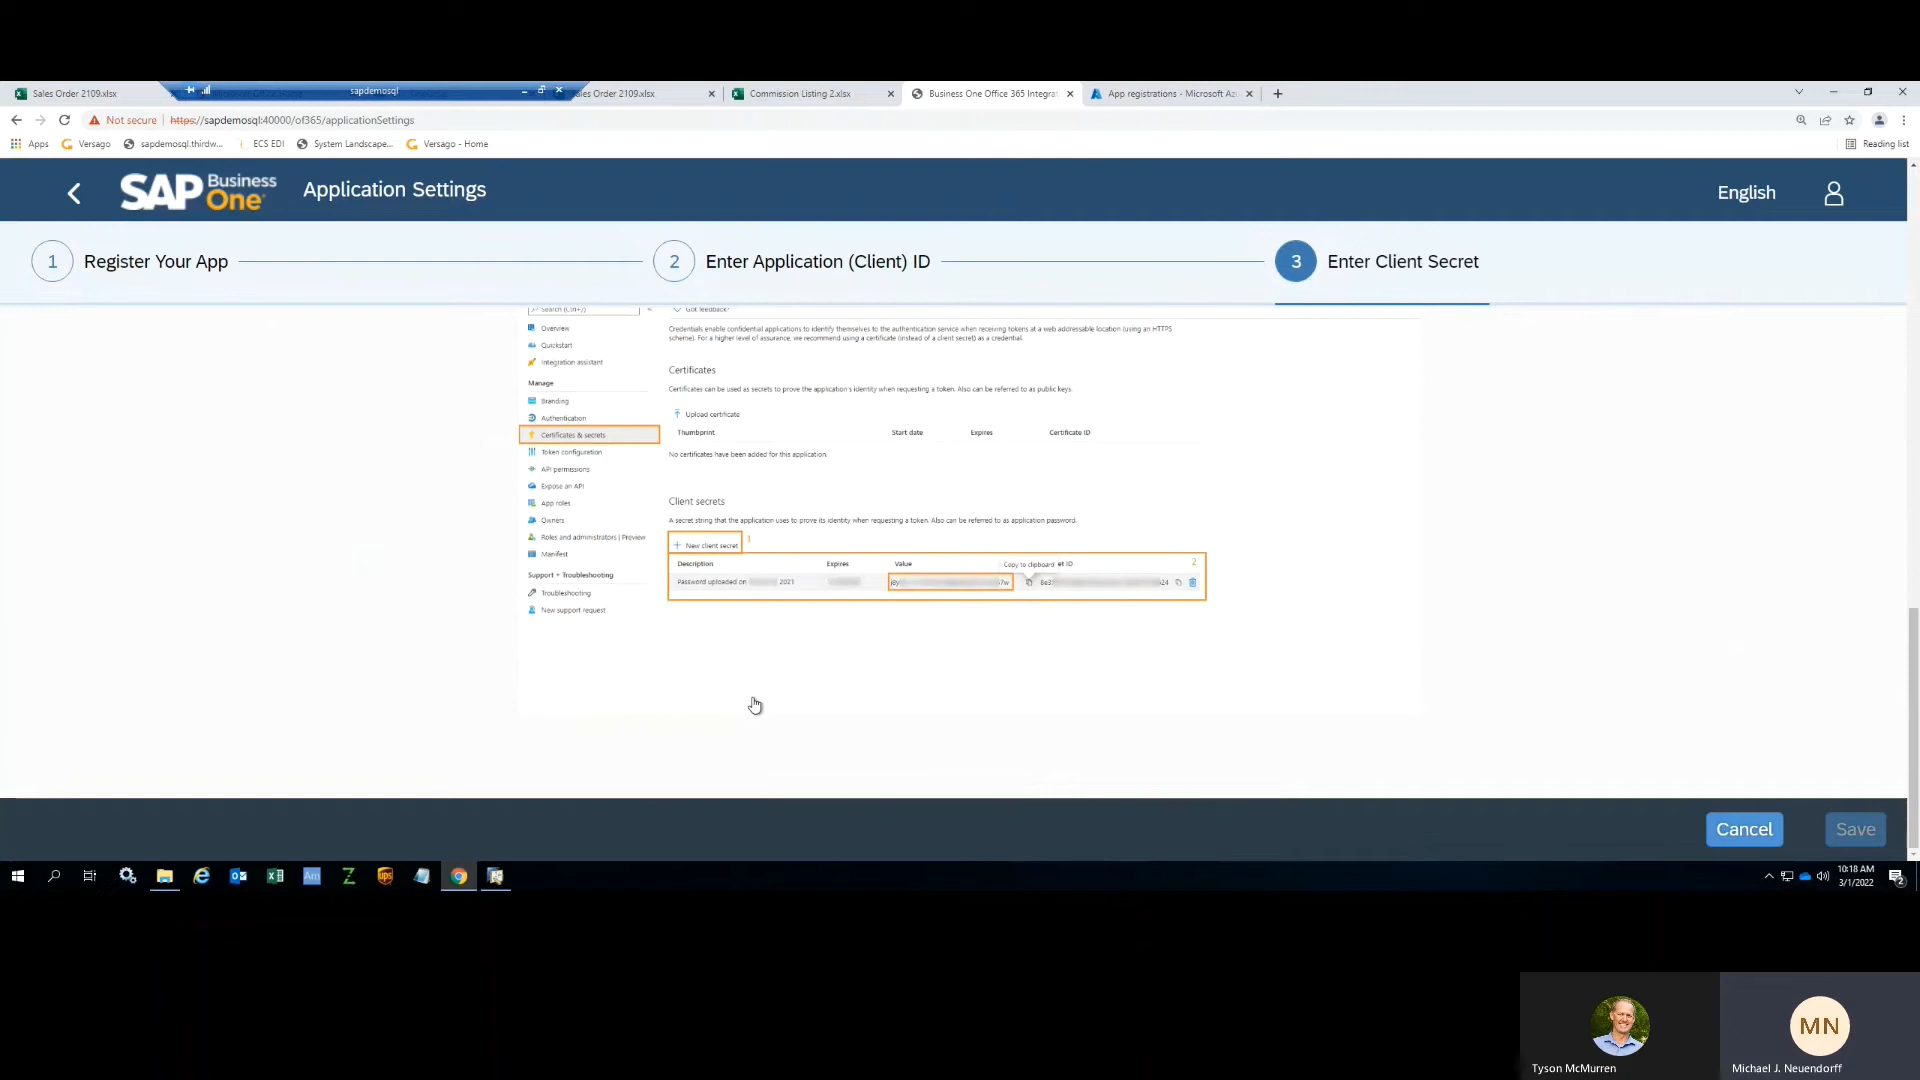 Sales Order 2109.xlsx
sapdemosql
ales Order 2109.xlsx
Commission Listing 2.xlsx
Business One Office 365 Integrat
App registrations - Microsoft Az
Not secure
https://sapdemosql:40000/of365/applicationSettings
Apps
Versago
sapdemosql.thirdw...
ECS EDI
System Landscape...
Versago - Home
Reading list
SAP Business One
Application Settings
English
1 Register Your App
2 Enter Application (Client) ID
3 Enter Client Secret
Search (Ctrl+/)
Got feedback?
Overview
Quickstart
Integration assistant
Manage
Branding
Authentication
Certificates & secrets
Token configuration
API permissions
Expose an API
App roles
Owners
Roles and administrators | Preview
Manifest
Support + Troubleshooting
Troubleshooting
New support request
Credentials enable confidential applications to identify themselves to the authentication service when receiving tokens at a web addressable location (using an HTTPS
scheme). For a higher level of assurance, we recommend using a certificate (instead of a client secret) as a credential.
Certificates
Certificates can be used as secrets to prove the application's identity when requesting a token. Also can be referred to as public keys.
Upload certificate
Thumbprint Start date Expires Certificate ID
No certificates have been added for this application.
Client secrets
A secret string that the application uses to prove its identity when requesting a token. Also can be referred to as application password.
New client secret 1
Description Expires Value Copy to clipboard et ID 2
Password uploaded on 2021
Cancel
Save
Am
ups
10:18 AM
3/1/2022
2
MN
Tyson McMurren
Michael J. Neuendorff